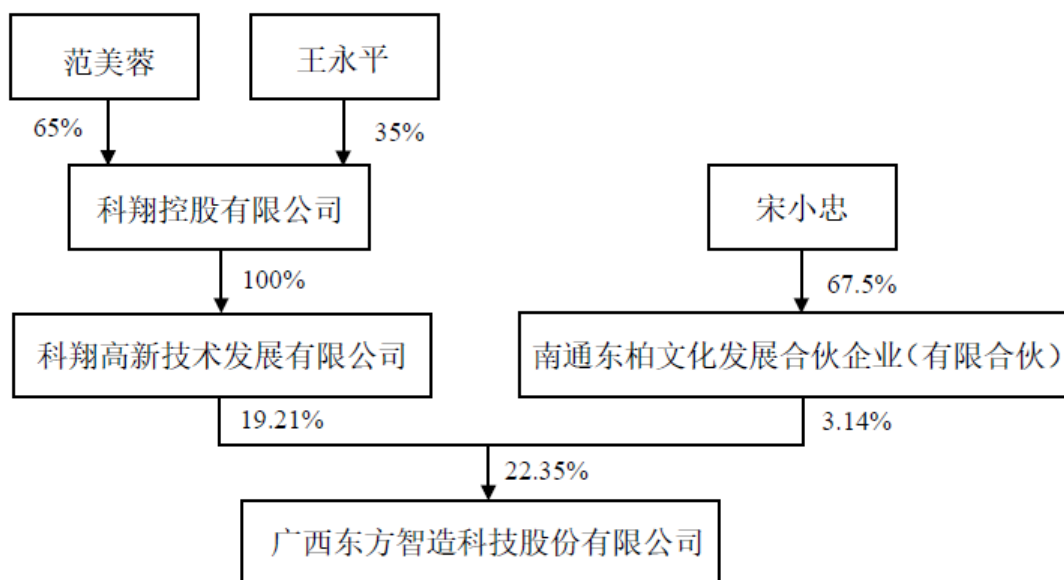 范美蓉
王永平
65%
35%
科翔控股有限公司
宋小忠
100%
67.5%
科翔高新技术发展有限公司
南通东柏文化发展合伙企业（有限合伙）
19.21%
3.14%
22.35%
广西东方智造科技股份有限公司